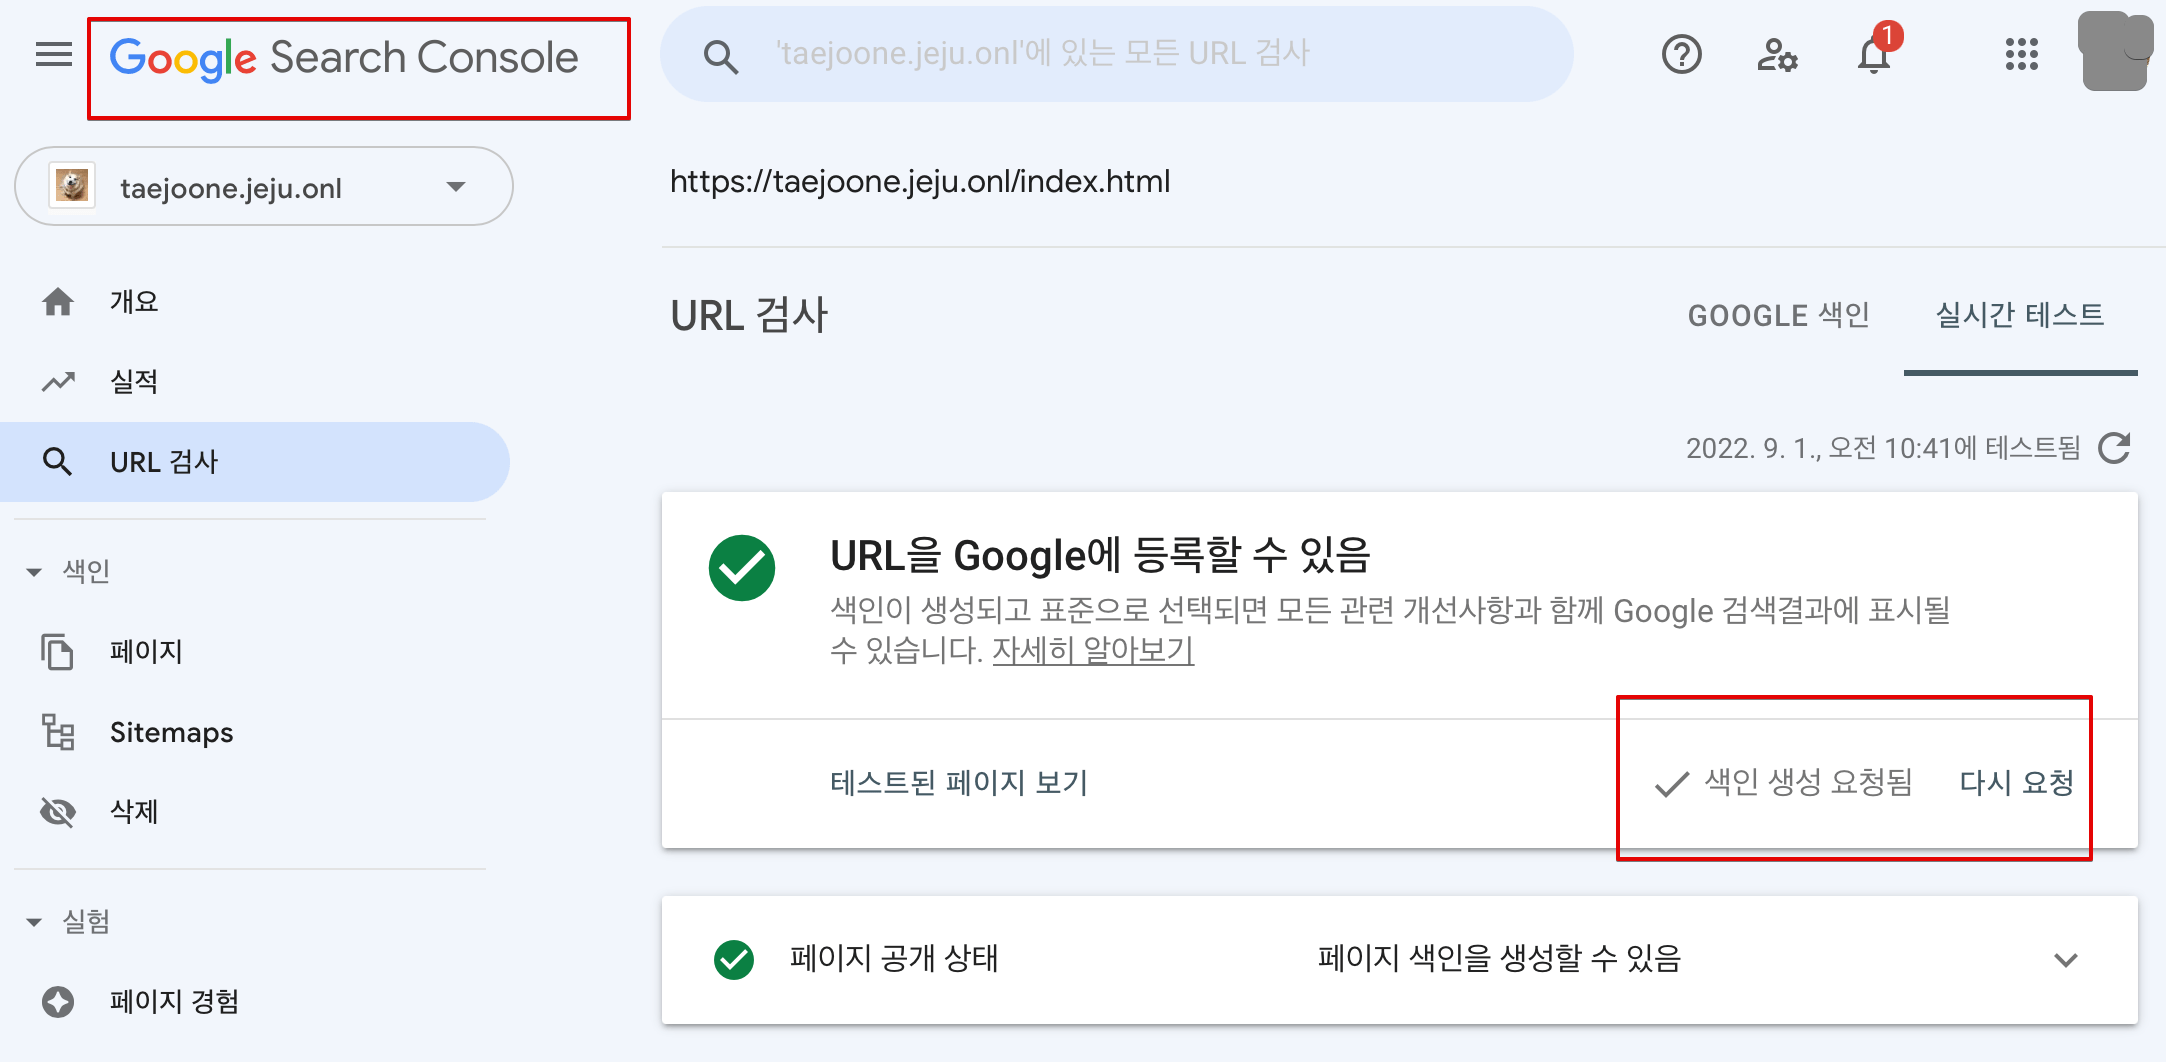 Google Search Console
'taejoone.jeju.onl'에 있는 모든 URL 검사
1
taejoone.jeju.onl
https://taejoone.jeju.onl/index.html
개요
실적
URL 검사
색인
페이지
Sitemaps
삭제
실험
페이지 경험
URL 검사
GOOGLE 색인
실시간 테스트
2022. 9. 1., 오전 10:41에 테스트됨
URL을 Google에 등록할 수 있음
색인이 생성되고 표준으로 선택되면 모든 관련 개선사항과 함께 Google 검색결과에 표시될
수 있습니다. 자세히 알아보기
테스트된 페이지 보기
색인 생성 요청됨
다시 요청
페이지 공개 상태
페이지 색인을 생성할 수 있음